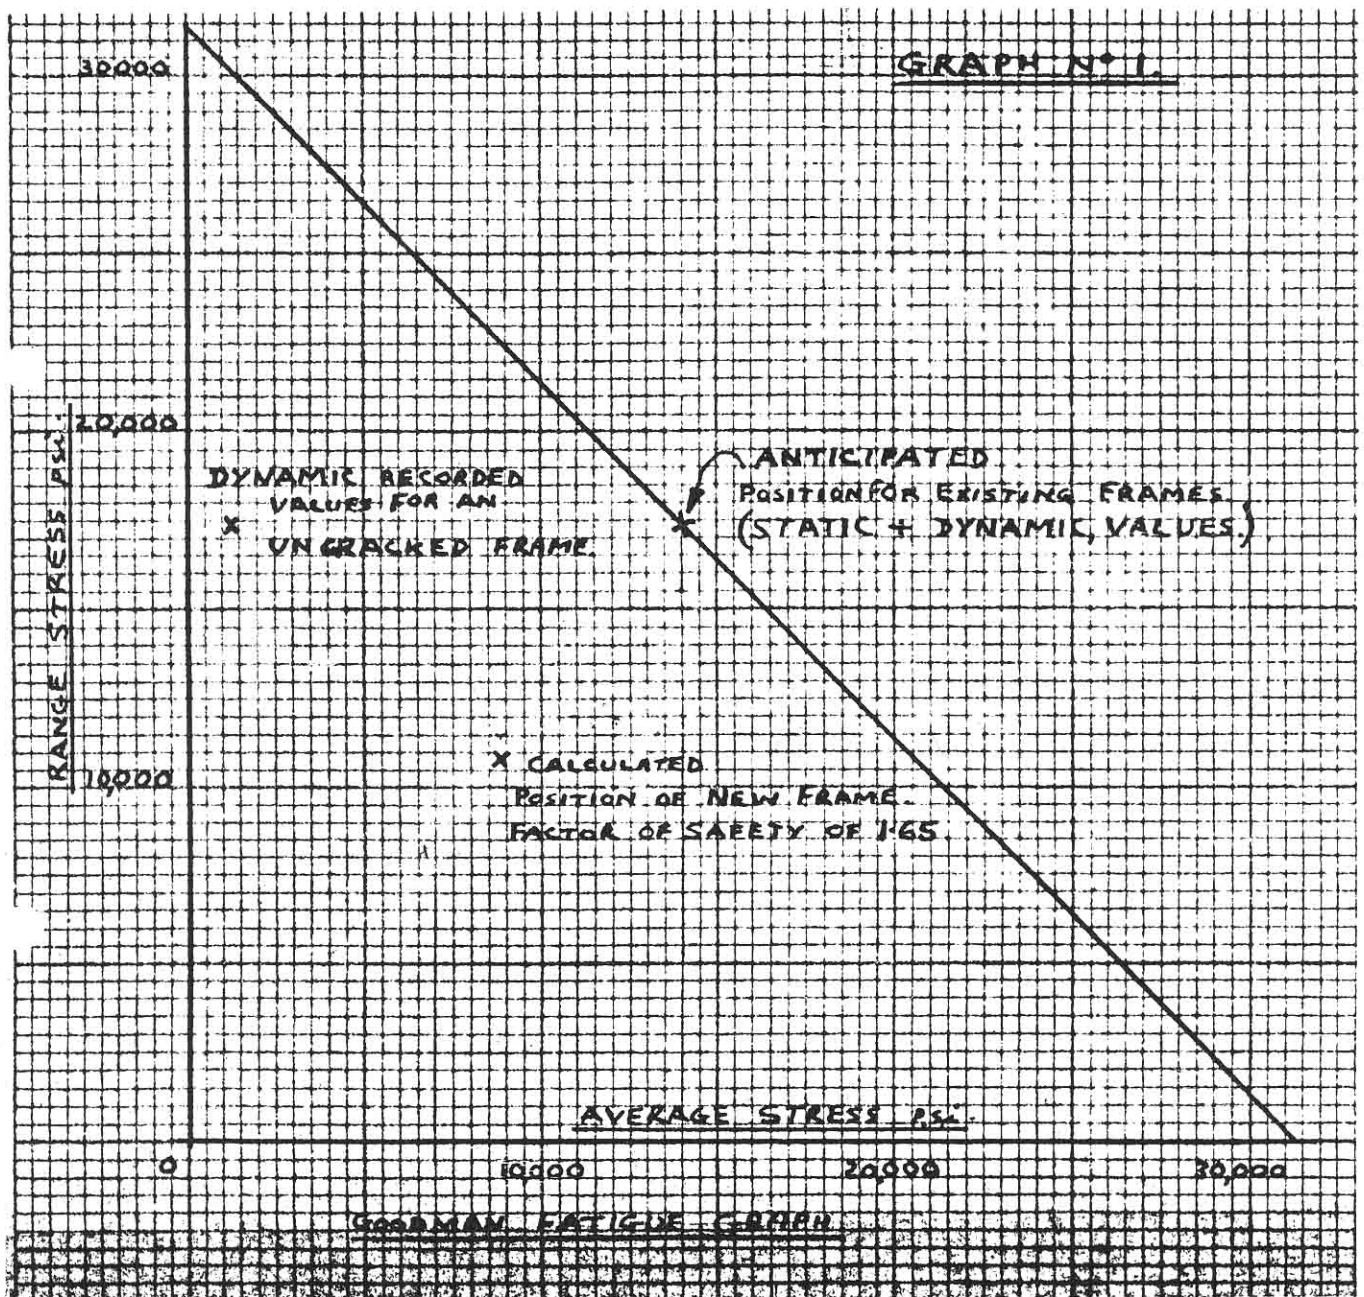 GRAPH Nº 1.
30000
20,000
10,000
RANGE STRESS psi.
DYNAMIC RECORDED
VALUES FOR AN
x
UNCRACKED FRAME.
ANTICIPATED
POSITION FOR EXISTING FRAMES
(STATIC + DYNAMIC, VALUES.)
x CALCULATED
POSITION OF NEW FRAME.
FACTOR OF SAFETY OF 1.65.
AVERAGE STRESS psi.
0
10,000
20,000
30,000
GOODMAN FATIGUE GRAPH